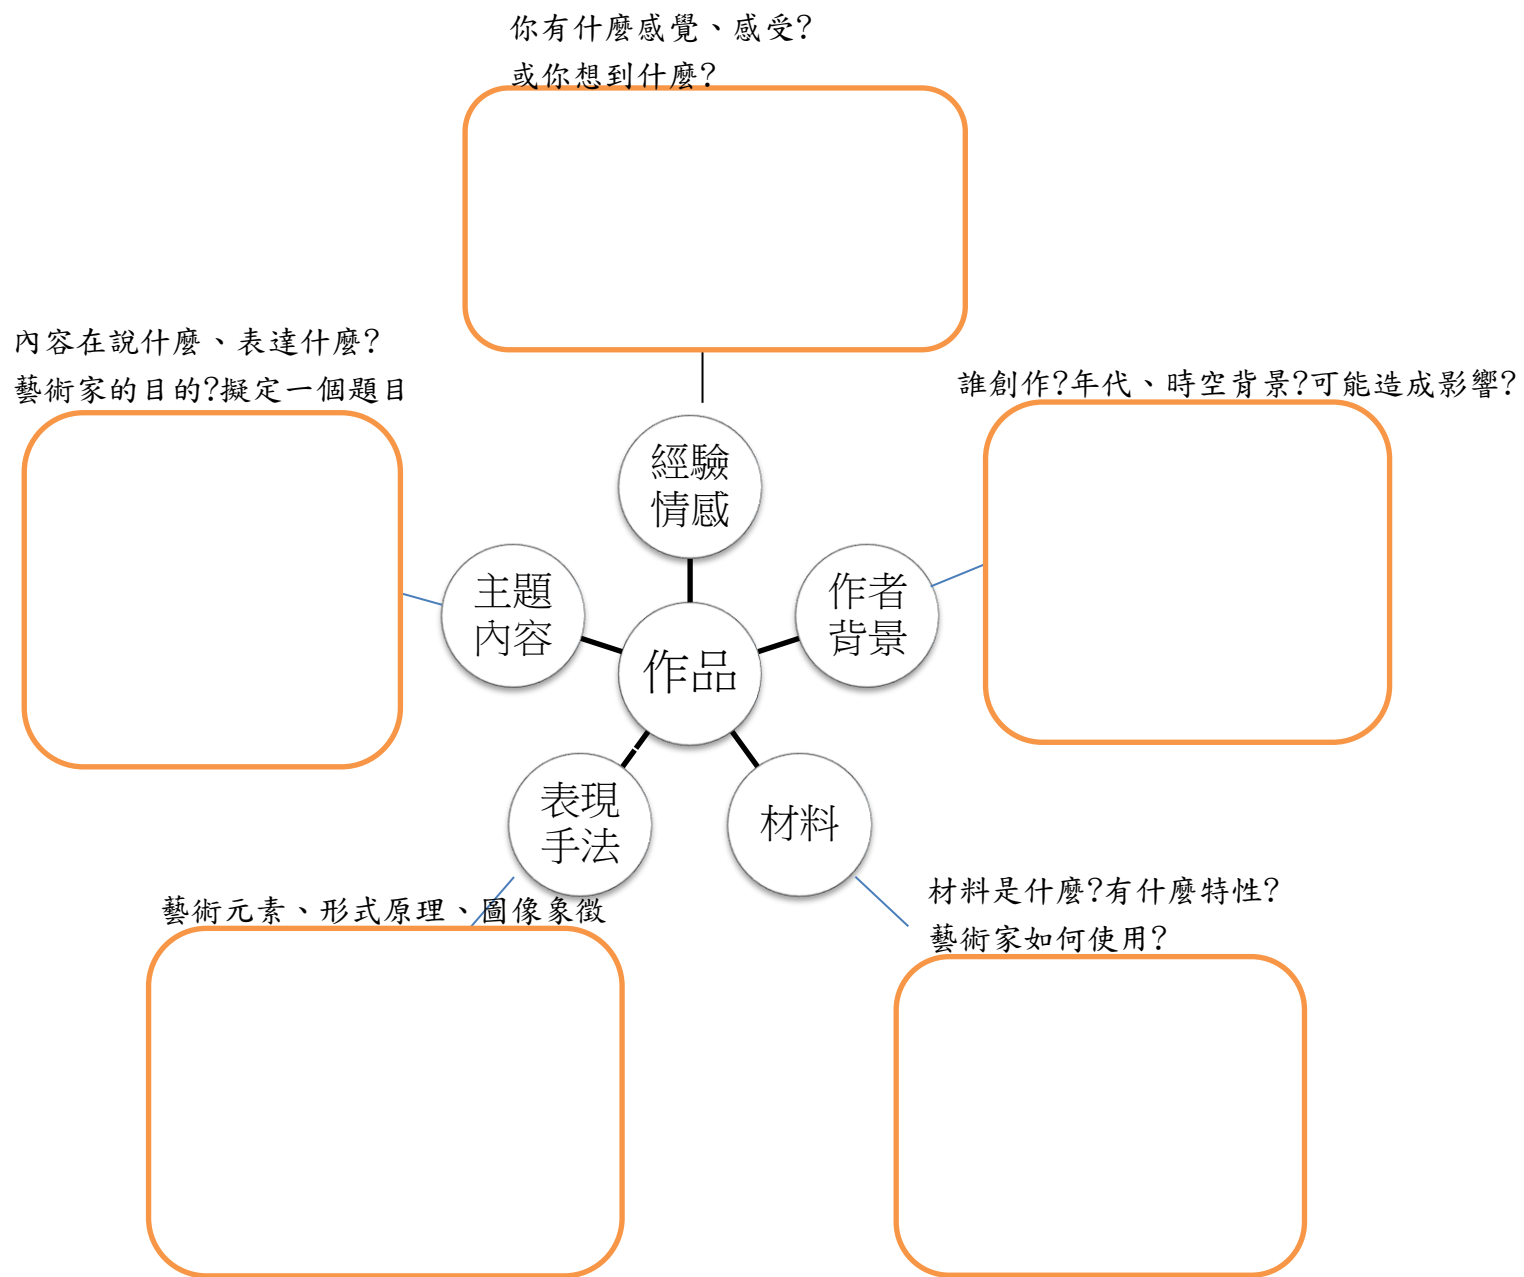 你有什麼感覺、感受?
或你想到什麼?
內容在說什麼、表達什麼?
藝術家的目的?擬定一個題目
誰創作?年代、時空背景?可能造成影響?
經驗
情感
主題
內容
作者
背景
作品
表現
手法
材料
藝術元素、形式原理、圖像象徵
材料是什麼?有什麼特性?
藝術家如何使用?